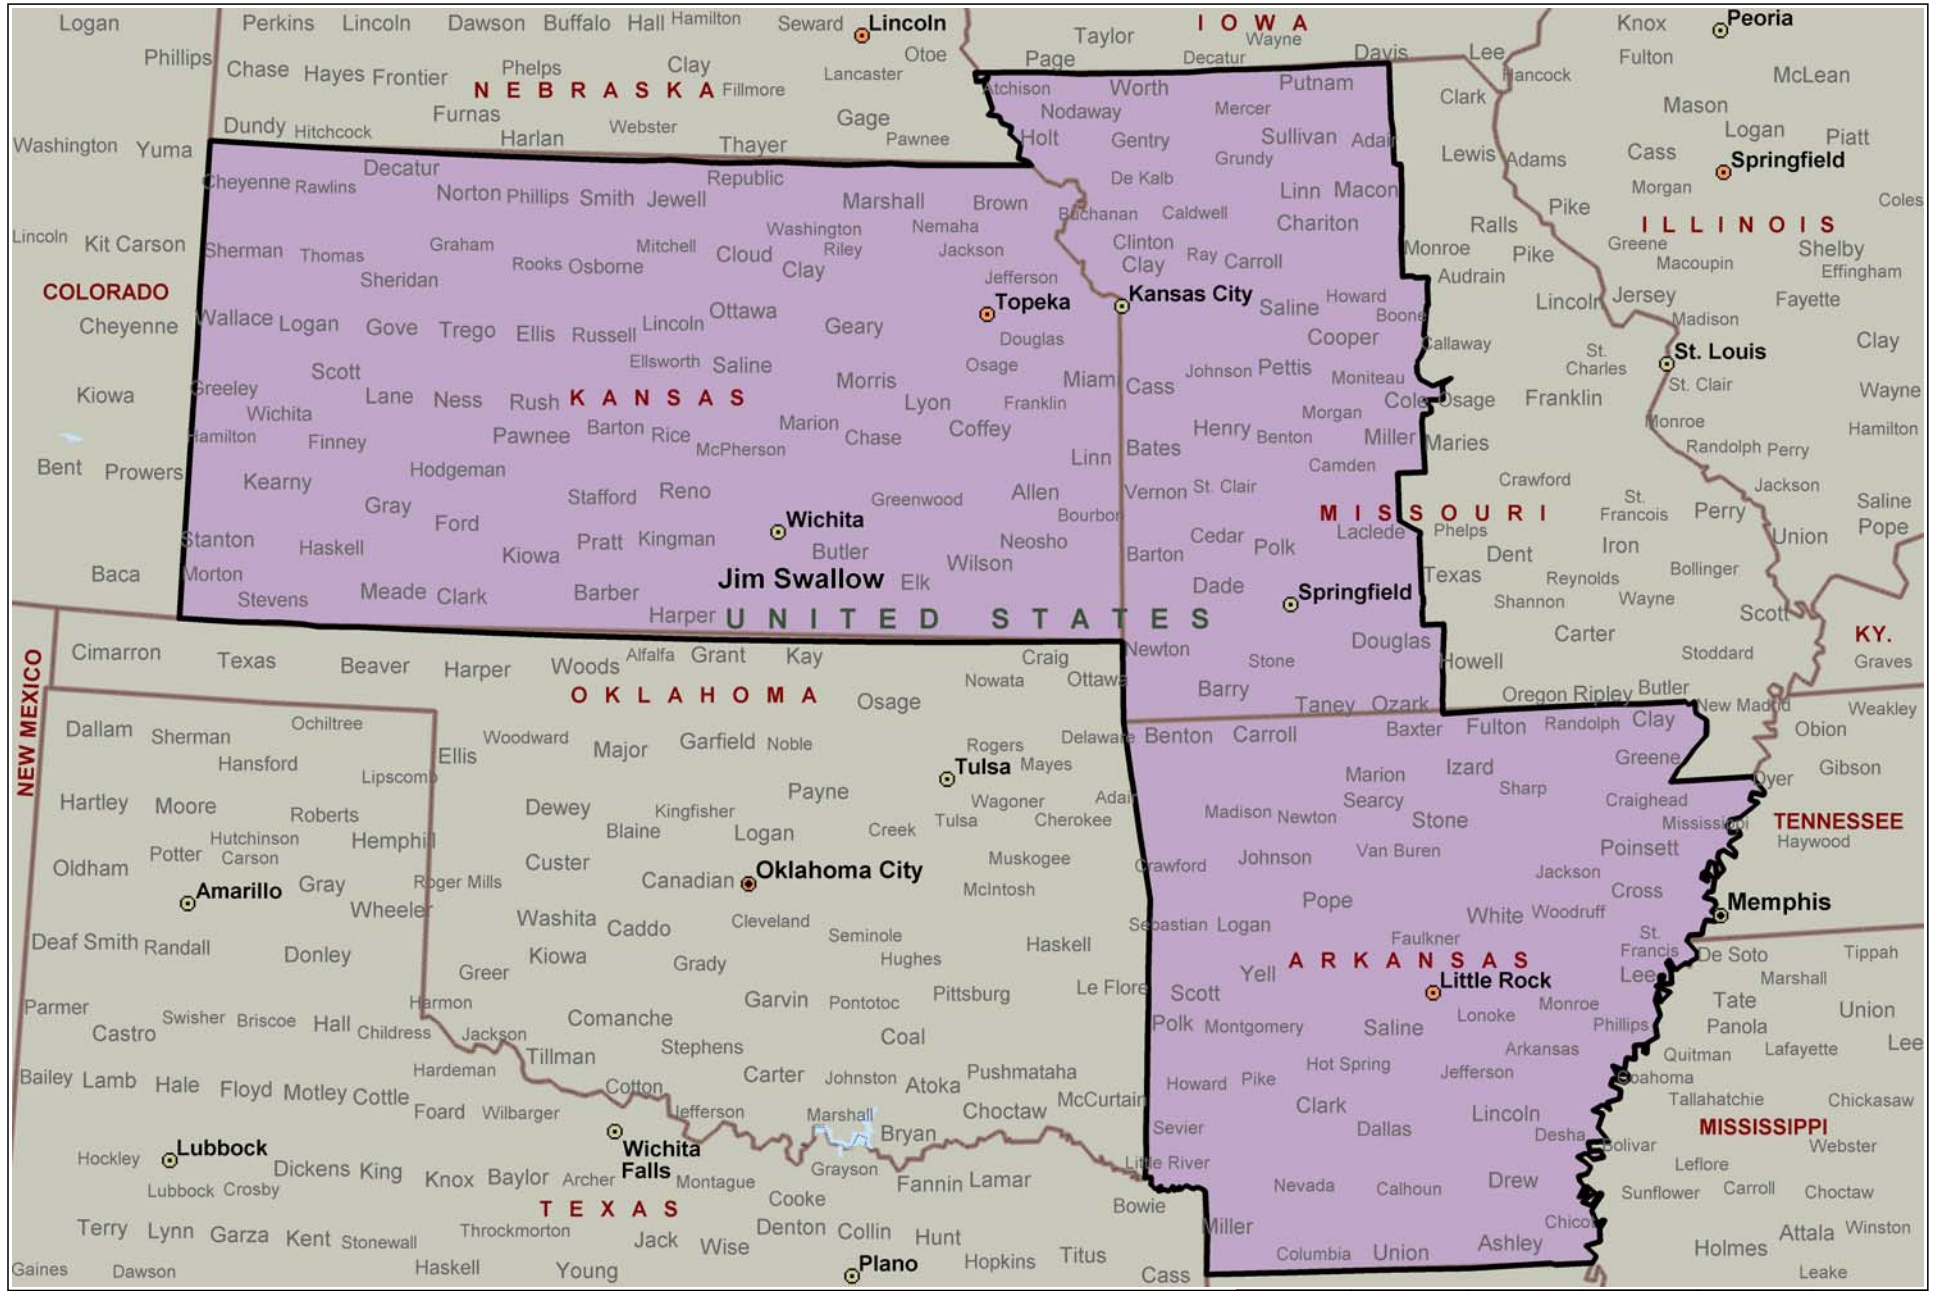 Logan Perkins Lincoln Dawson Buffalo Hall Hamilton Seward Lincoln IOWA Knox Peoria
Taylor Wayne
Phillips Chase Hayes Frontier Phelps Clay Lancaster Otoe Page Decatur Davis Lee Hancock Fulton McLean
NEBRASKA Fillmore Atchison Worth Putnam Clark Mason
Furnas Gage Nodaway Mercer Logan Piatt
Dundy Hitchcock Harlan Webster Thayer Pawnee Holt Gentry Sullivan Adair
Washington Yuma Grundy Lewis Adams Cass Springfield
Cheyenne Rawlins Decatur Republic De Kalb Linn Macon Morgan
Norton Phillips Smith Jewell Marshall Brown Buchanan Caldwell Pike Coles
Lincoln Kit Carson Washington Nemaha Chariton Ralls ILLINOIS
Sherman Thomas Graham Mitchell Cloud Riley Jackson Clinton Monroe Pike Greene Shelby
Sheridan Rooks Osborne Clay Jefferson Clay Ray Carroll Audrain Macoupin Effingham
COLORADO Topeka Kansas City Saline Howard Lincoln Jersey Fayette
Cheyenne Wallace Logan Gove Trego Ellis Russell Lincoln Ottawa Geary Boone Madison
Douglas Cooper Callaway St. Charles St. Louis Clay
Scott Ellsworth Saline Osage Johnson Pettis Moniteau
Kiowa Greeley Lane Ness Rush KANSAS Morris Miami Cass St. Clair Wayne
Wichita Lyon Franklin Morgan Cole Osage Franklin
Hamilton Finney Pawnee Barton Rice Marion Chase Coffey Henry Benton Miller Maries Monroe Hamilton
McPherson Linn Bates Randolph Perry
Bent Prowers Hodgeman Camden
Kearny Stafford Reno Greenwood Allen Vernon St. Clair Crawford Jackson
Gray Ford Bourbon MISSOURI St. Francois Perry Saline
Wichita Laclede Phelps Pope
Stanton Haskell Kiowa Pratt Kingman Butler Neosho Barton Cedar Polk Dent Iron Union
Baca Morton Jim Swallow Elk Wilson Texas Reynolds Bollinger
Stevens Meade Clark Barber Dade Springfield Shannon Wayne
Harper UNITED STATES Scott
Cimarron Texas Beaver Harper Woods Alfalfa Grant Kay Craig Newton Douglas Carter KY.
NEW MEXICO Stone Howell Stoddard Graves
Nowata Ottawa Barry
OKLAHOMA Osage Taney Ozark Oregon Ripley Butler New Madrid Weakley
Dallam Sherman Ochiltree Woodward Major Garfield Noble Delaware Benton Carroll Baxter Fulton Randolph Clay Obion
Hansford Lipscomb Ellis Rogers Mayes Greene
Tulsa Marion Izard Dyer Gibson
Hartley Moore Roberts Dewey Kingfisher Payne Wagoner Adair Searcy Sharp Craighead
Hutchinson Hemphill Blaine Logan Creek Tulsa Cherokee Madison Newton Stone Mississippi TENNESSEE
Oldham Potter Carson Custer Muskogee Van Buren Poinsett Haywood
Amarillo Gray Roger Mills Canadian Oklahoma City McIntosh Crawford Johnson Jackson
Wheeler Washita Caddo Cleveland Pope Cross Memphis
Deaf Smith Randall Donley Seminole Sebastian Logan White Woodruff
Kiowa Grady Hughes Haskell Faulkner St. Francis De Soto Tippah
Greer ARKANSAS
Parmer Harmon Garvin Pontotoc Pittsburg Le Flore Scott Yell Little Rock Lee Marshall
Castro Swisher Briscoe Hall Childress Jackson Comanche Coal Polk Montgomery Saline Lonoke Monroe Phillips Tate Panola Union
Tillman Stephens Arkansas Quitman Lafayette Lee
Bailey Lamb Hale Floyd Motley Cottle Hardeman Cotton Carter Johnston Atoka Pushmataha Howard Pike Hot Spring Jefferson Coahoma
Foard Wilbarger Jefferson Marshall Choctaw McCurtain Clark Lincoln Tallahatchie Chickasaw
Bryan Sevier Dallas Desha Bolivar MISSISSIPPI
Hockley Lubbock Wichita Falls Grayson Little River Webster
Lubbock Crosby Dickens King Knox Baylor Archer Montague Fannin Lamar Nevada Calhoun Drew Leflore
TEXAS Cooke Bowie Sunflower Carroll Choctaw
Terry Lynn Garza Kent Stonewall Throckmorton Jack Wise Denton Collin Hunt Miller Chicot Attala Winston
Gaines Dawson Haskell Young Plano Hopkins Titus Cass Columbia Union Ashley Holmes Leake